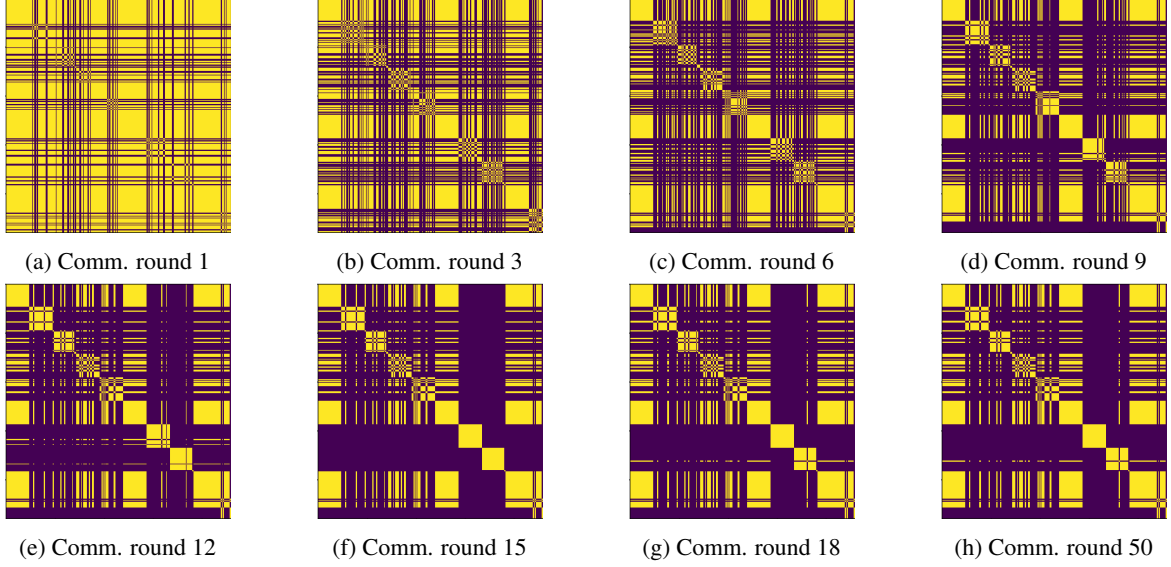 (a) Comm. round 1
(b) Comm. round 3
(c) Comm. round 6
(d) Comm. round 9
(e) Comm. round 12
(f) Comm. round 15
(g) Comm. round 18
(h) Comm. round 50